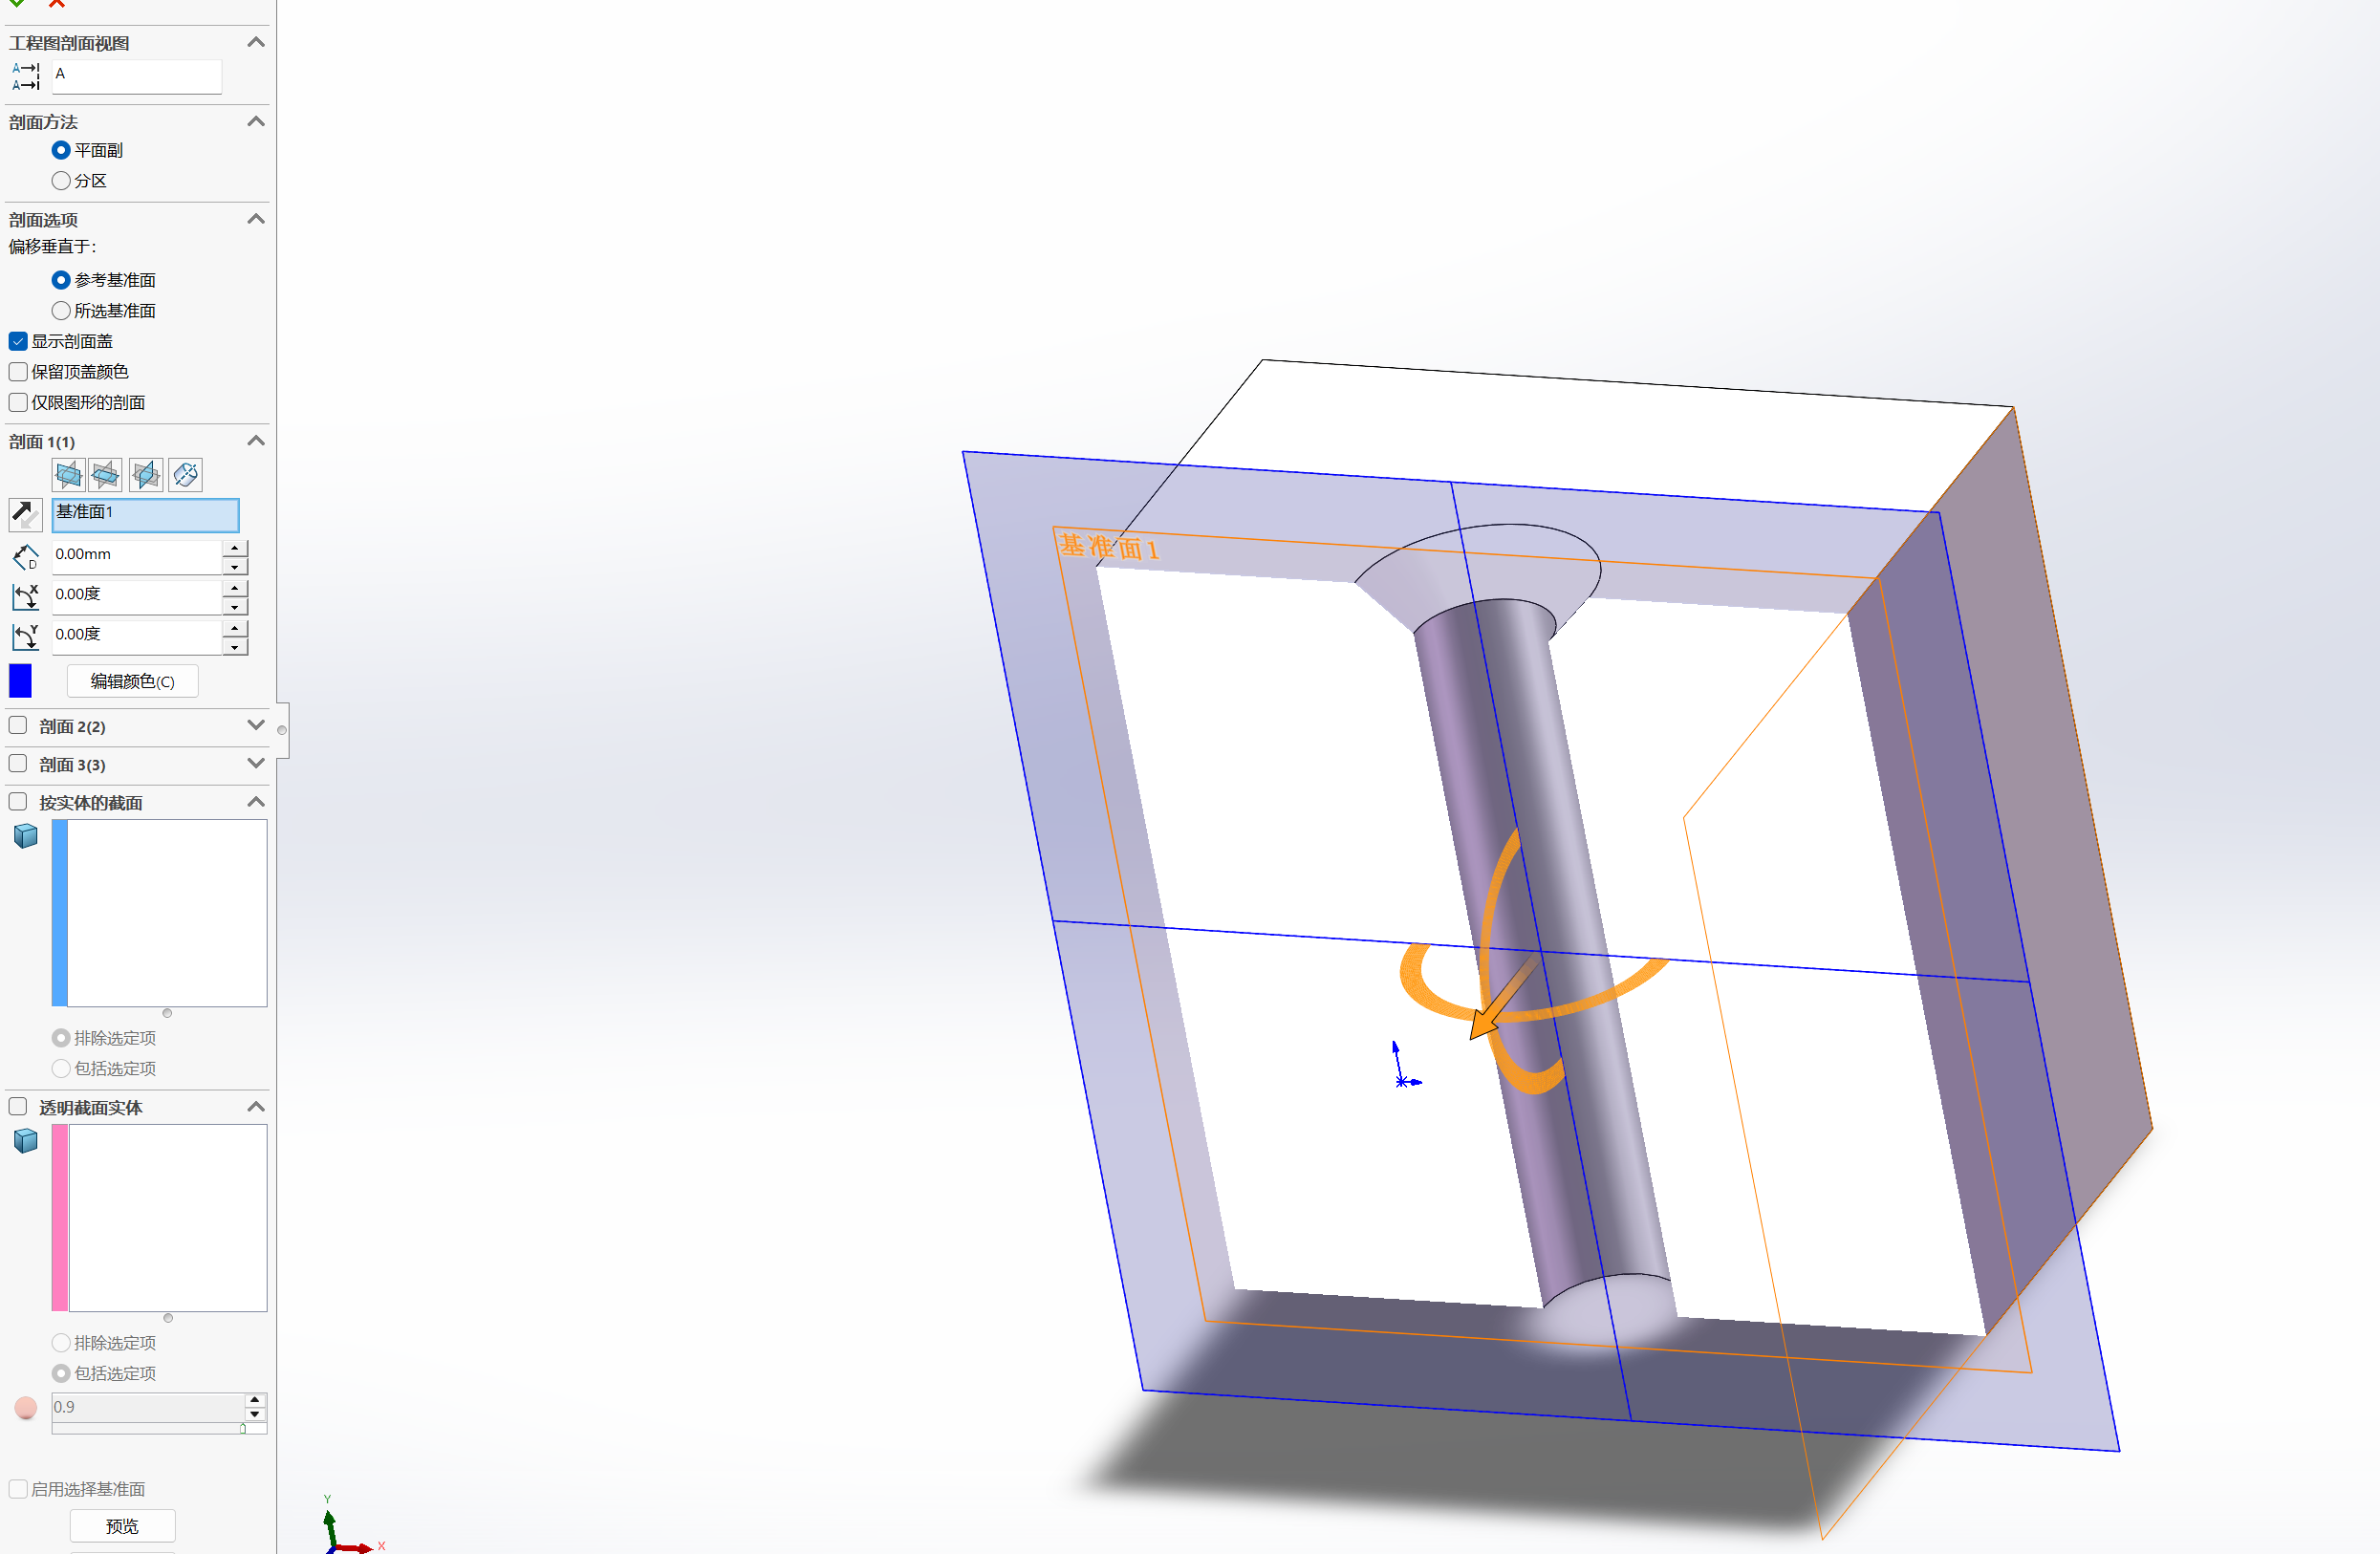 工程图剖面视图
A
剖面方法
平面副
分区
剖面选项
偏移垂直于:
参考基准面
所选基准面
显示剖面盖
保留顶盖颜色
仅限图形的剖面
剖面 1(1)
基准面1
0.00mm
0.00度
0.00度
编辑颜色(C)
剖面 2(2)
剖面 3(3)
按实体的截面
排除选定项
包括选定项
透明截面实体
排除选定项
包括选定项
0.9
启用选择基准面
预览
基准面1
Y
X